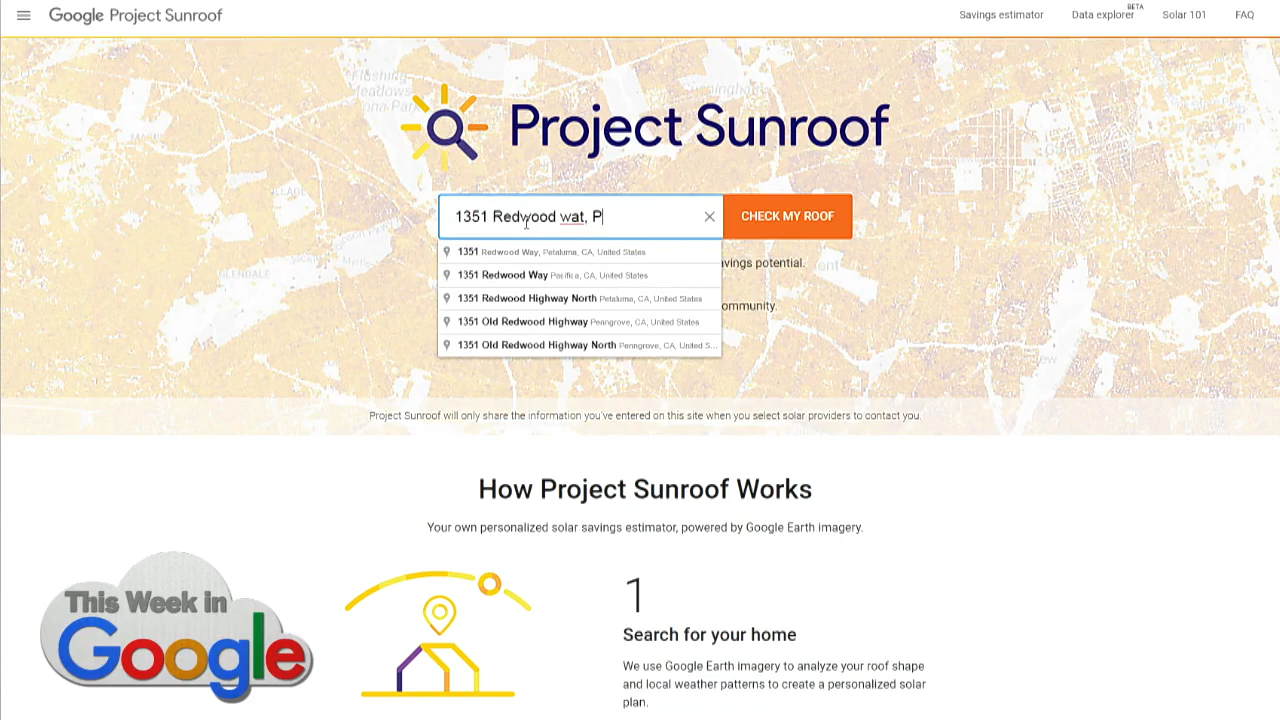 Google Project Sunroof
Savings estimator
Data explorer BETA
Solar 101
FAQ
Project Sunroof
1351 Redwood wat, P
CHECK MY ROOF
1351 Redwood Way, Petaluma, CA, United States
1351 Redwood Way Pacifica, CA, United States
1351 Redwood Highway North Petaluma, CA, United States
1351 Old Redwood Highway Penngrove, CA, United States
1351 Old Redwood Highway North Penngrove, CA, United S...
vings potential.
ommunity.
Flushing
Meadows
GLENDALE
Project Sunroof will only share the information you've entered on this site when you select solar providers to contact you.
How Project Sunroof Works
Your own personalized solar savings estimator, powered by Google Earth imagery.
This Week in
Google
1
Search for your home
We use Google Earth imagery to analyze your roof shape
and local weather patterns to create a personalized solar
plan.